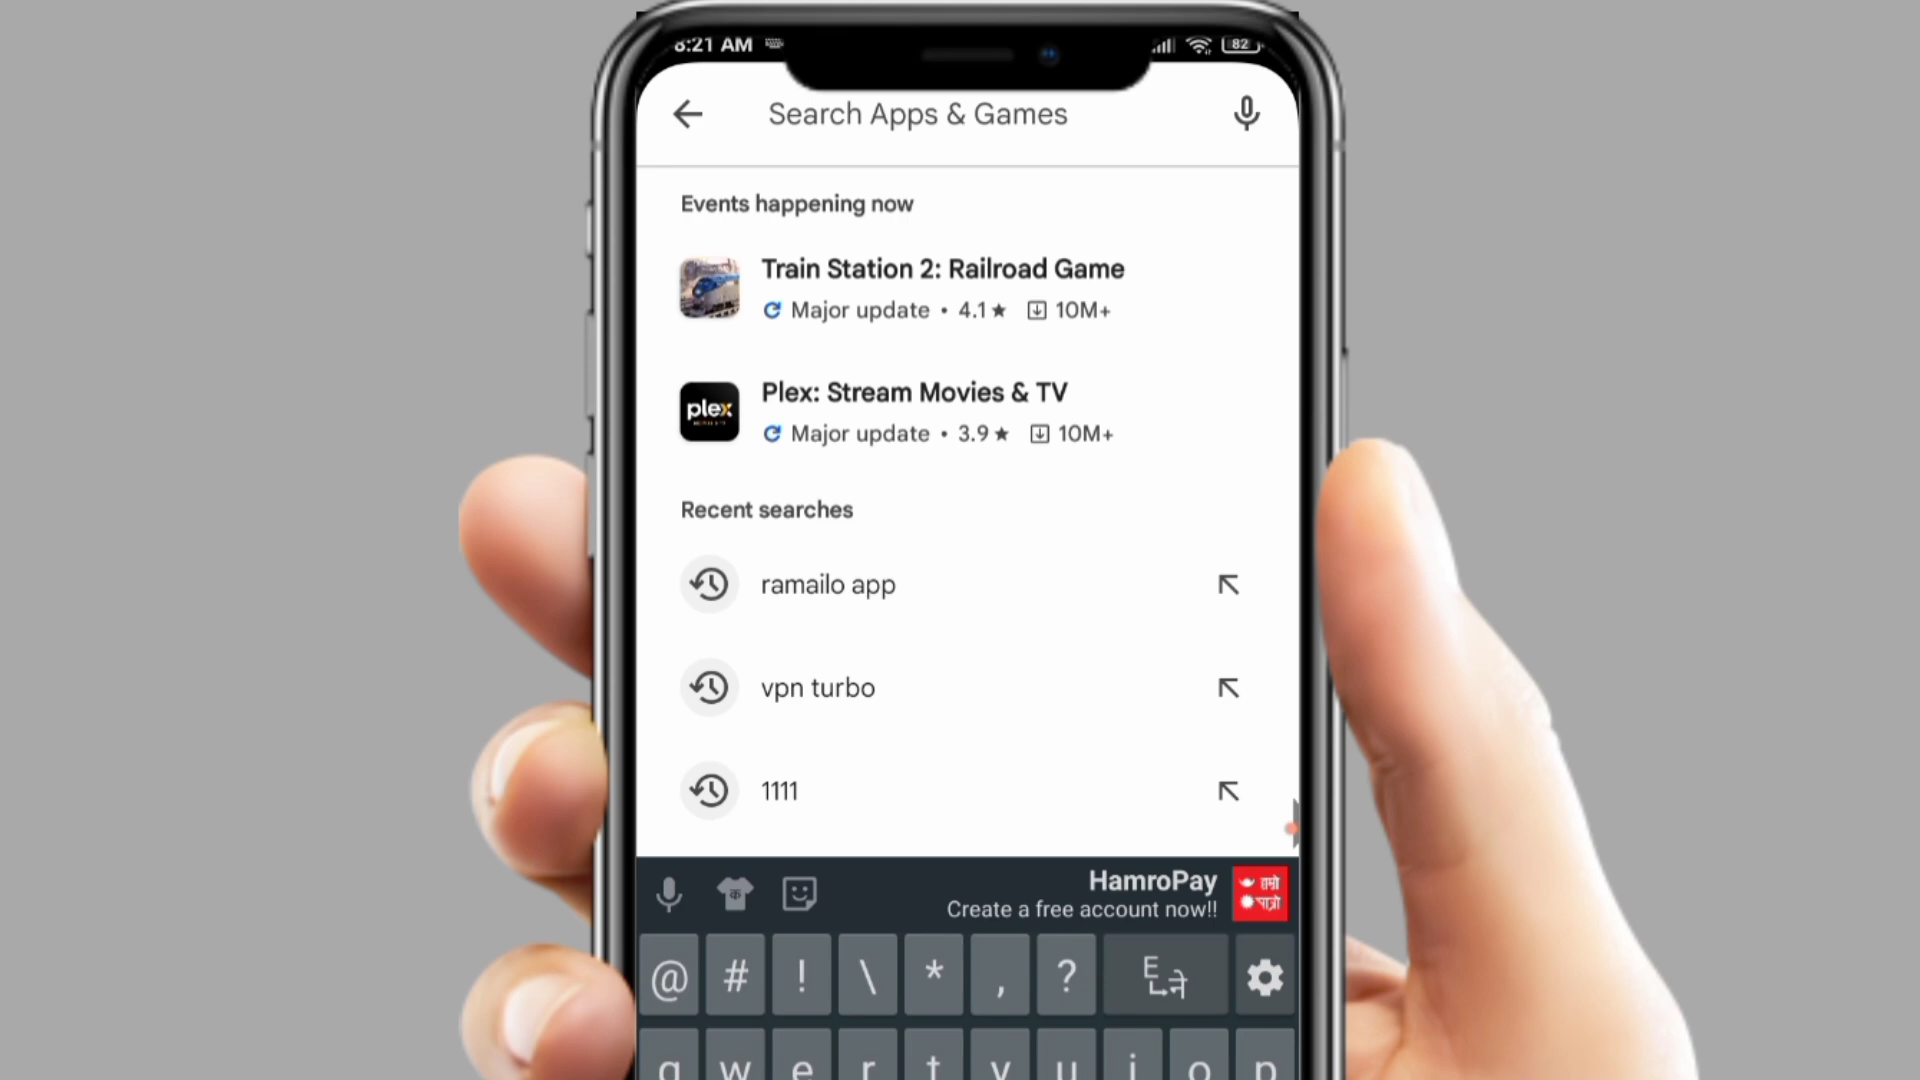 8:21 AM
82
Search Apps & Games
Events happening now
Train Station 2: Railroad Game
Major update • 4.1★ 10M+
plex
Plex: Stream Movies & TV
Major update • 3.9★ 10M+
Recent searches
ramailo app
vpn turbo
1111
क
HamroPay
Create a free account now!!
हाम्रो
पात्रो
@ # ! \ * , ? E ने
q w e r t y u i o p